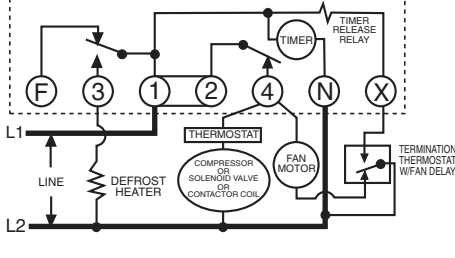 TIMER
RELEASE
RELAY
TIMER
F
3
1
2
4
N
X
L1
THERMOSTAT
TERMINATION
THERMOSTAT
W/FAN DELAY
COMPRESSOR
OR
SOLENOID VALVE
OR
CONTACTOR COIL
FAN
MOTOR
LINE
DEFROST
HEATER
L2